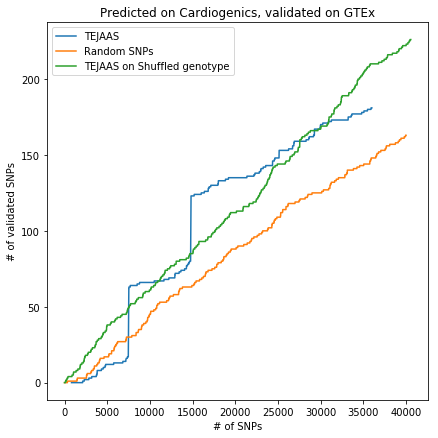 Predicted on Cardiogenics, validated on GTEx
TEJAAS
Random SNPs
TEJAAS on Shuffled genotype
# of validated SNPs
200
150
100
50
0
0 5000 10000 15000 20000 25000 30000 35000 40000
# of SNPs